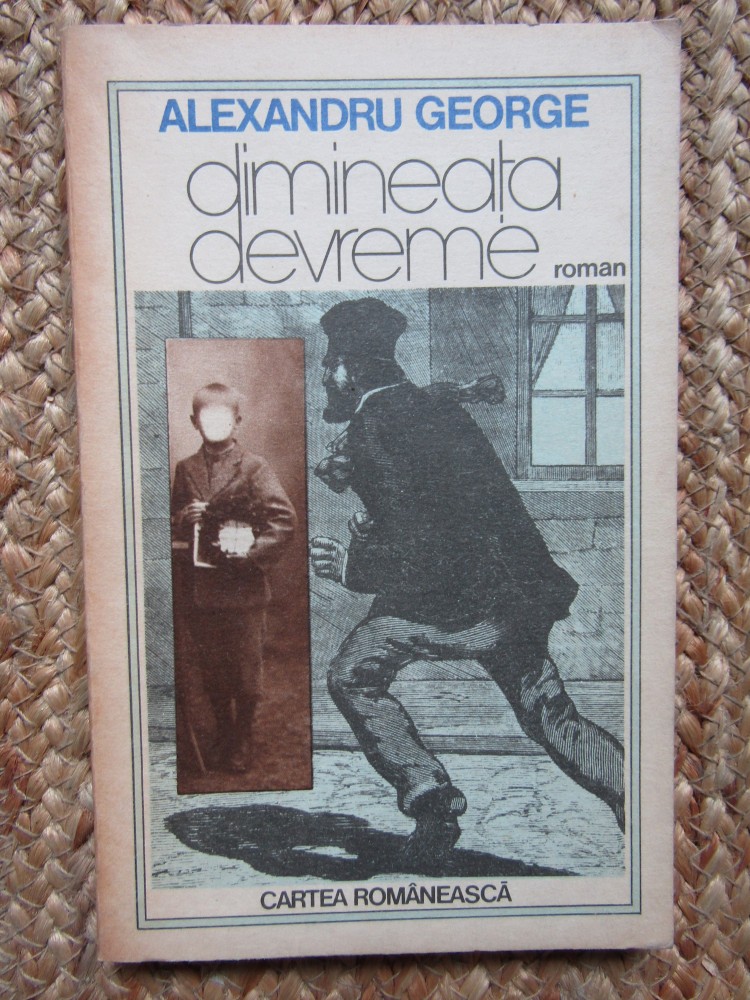 ALEXANDRU GEORGE
dimineața
devreme
roman
CARTEA ROMÂNEASCĂ